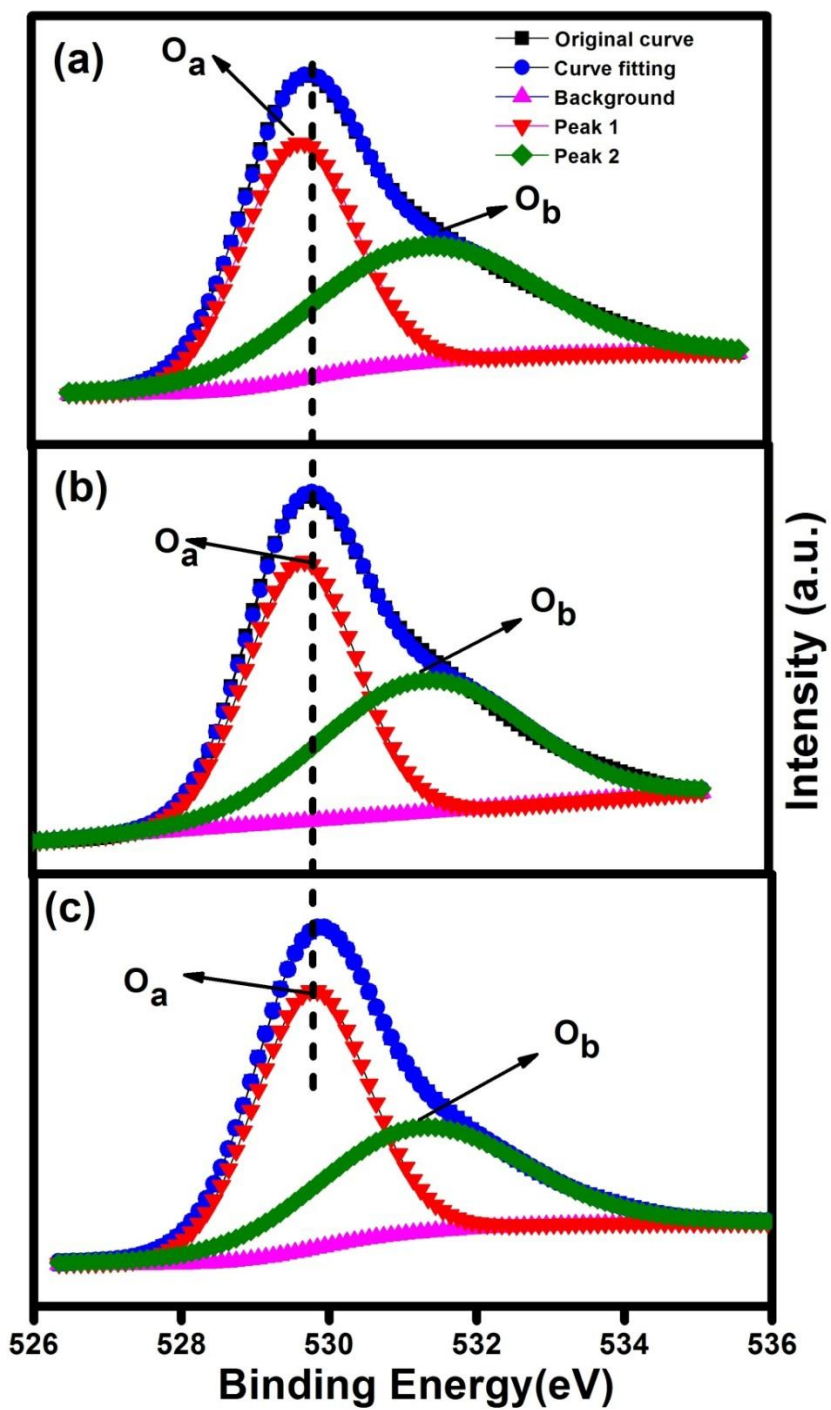 (a)
Oa
Ob
Original curve
Curve fitting
Background
Peak 1
Peak 2
(b)
Oa
Ob
(c)
Oa
Ob
Intensity (a.u.)
526 528 530 532 534 536
Binding Energy(eV)